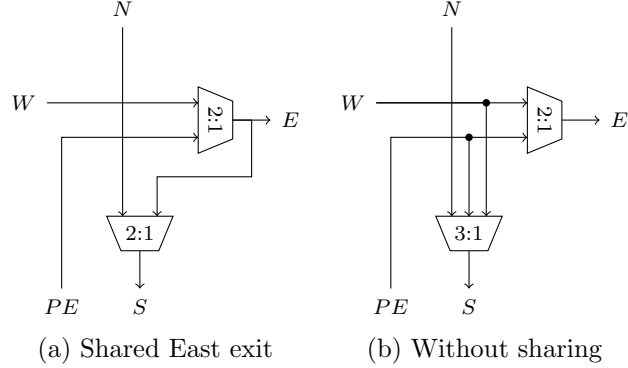 N
W
2:1
E
2:1
PE
S
(a) Shared East exit
N
W
2:1
E
3:1
PE
S
(b) Without sharing